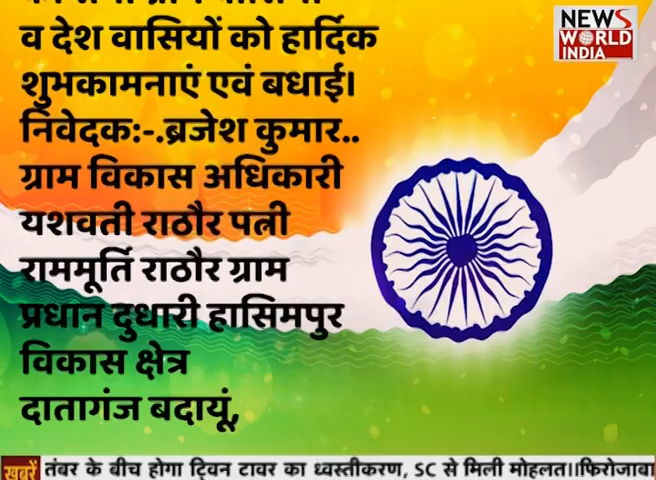 व देश वासियों को हार्दिक
शुभकामनाएं एवं बधाई।
निवेदक:-.ब्रजेश कुमार..
ग्राम विकास अधिकारी
यशवती राठौर पत्नी
राममूर्ति राठौर ग्राम
प्रधान दुधारी हासिमपुर
विकास क्षेत्र
दातागंज बदायूं,
NEWS
WORLD
INDIA
खबरें तंबर के बीच होगा ट्विन टावर का ध्वस्तीकरण, SC से मिली मोहलत।।फिरोजाबा